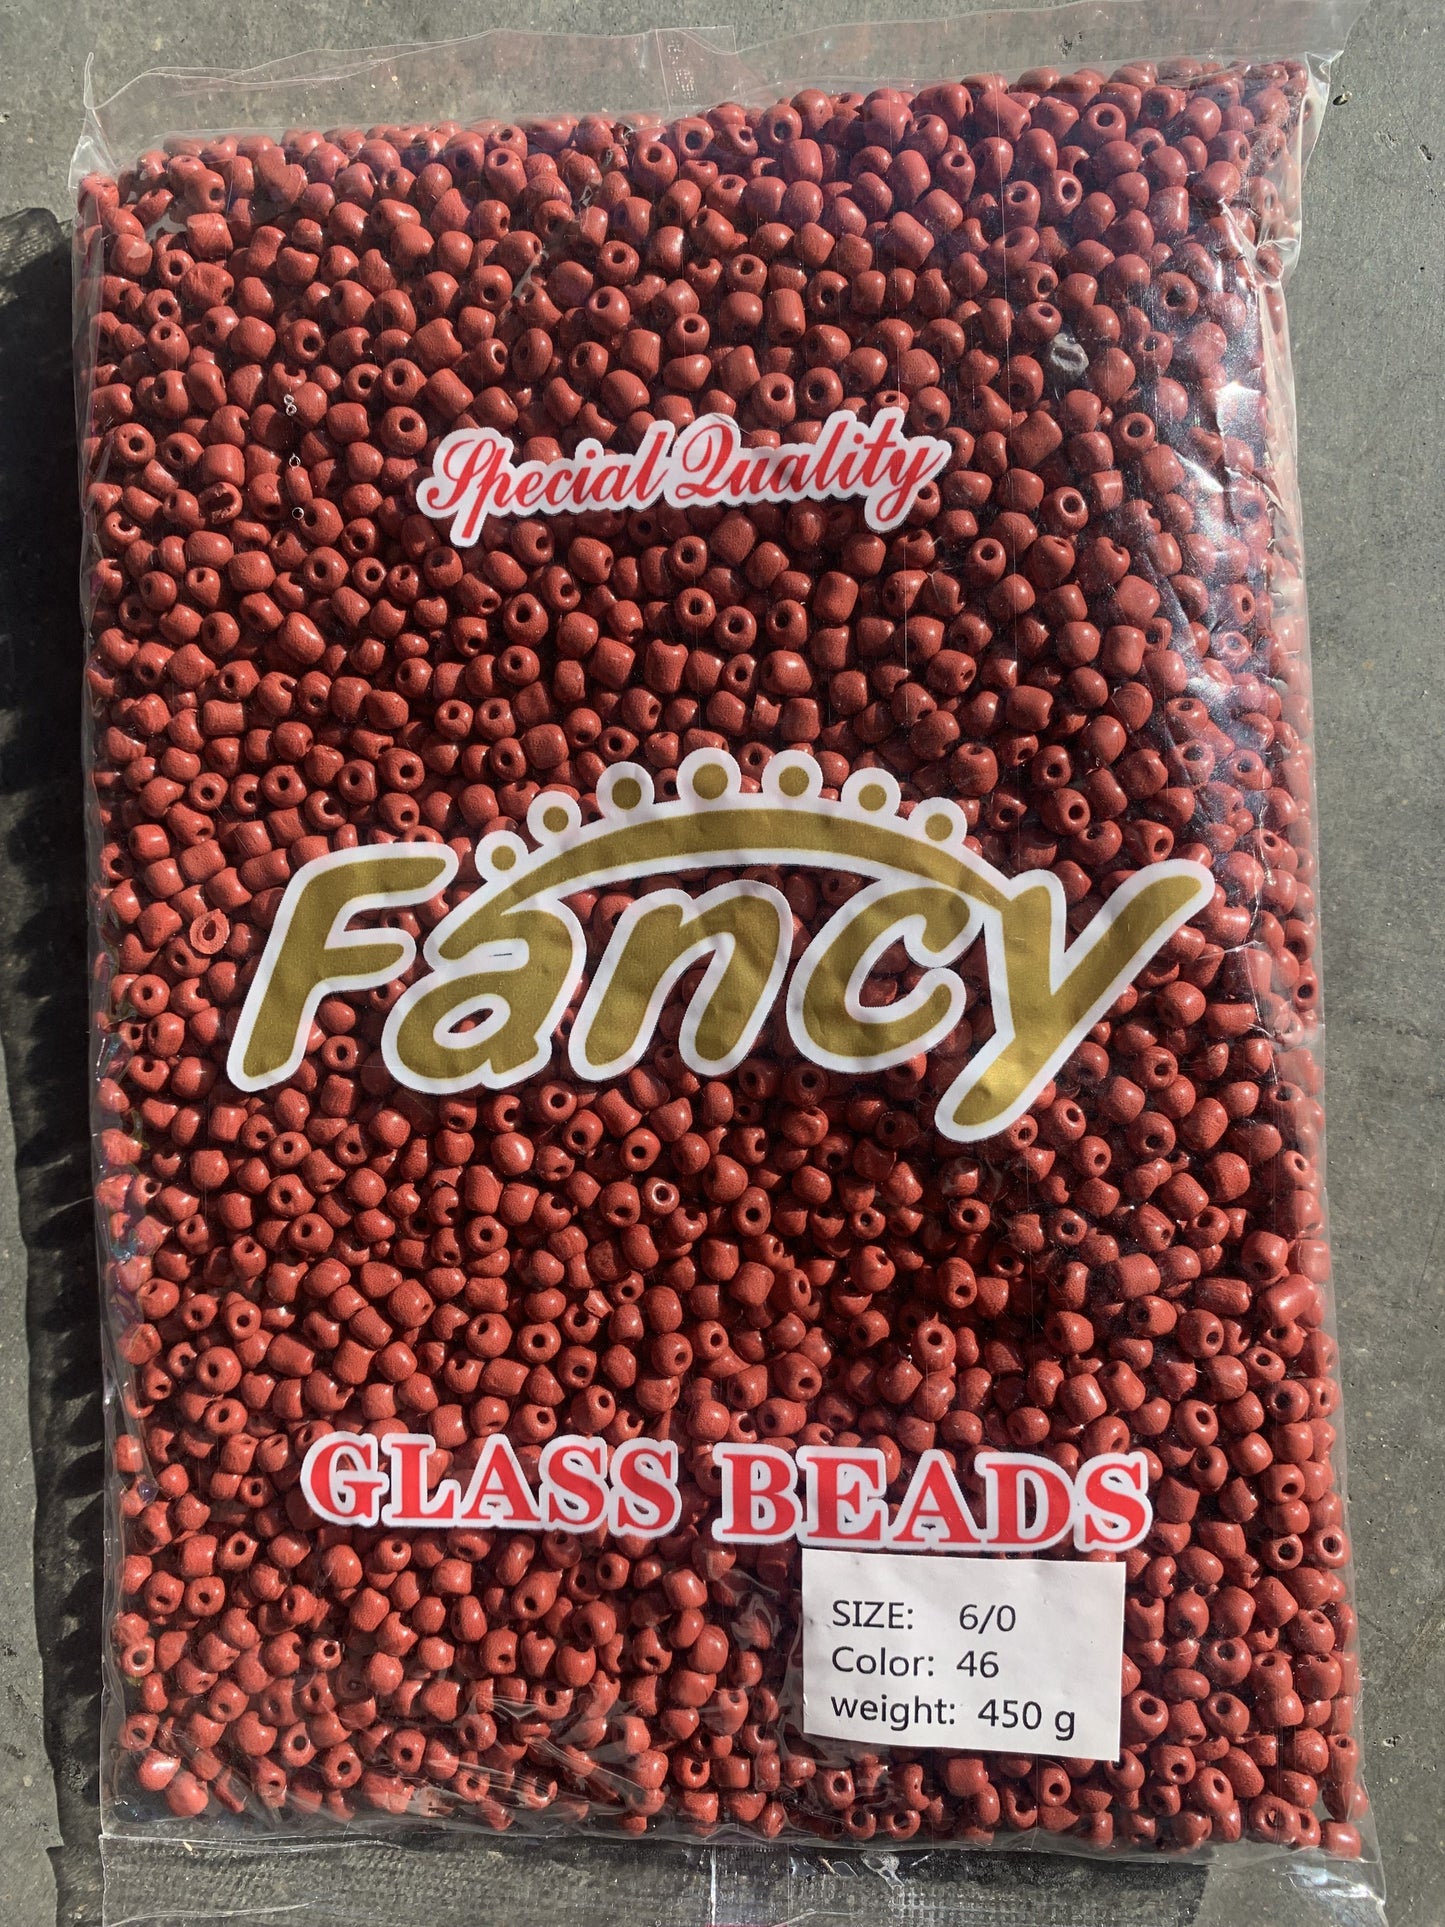 Special Quality
Fancy
GLASS BEADS
SIZE: 6/0
Color: 46
weight: 450 g